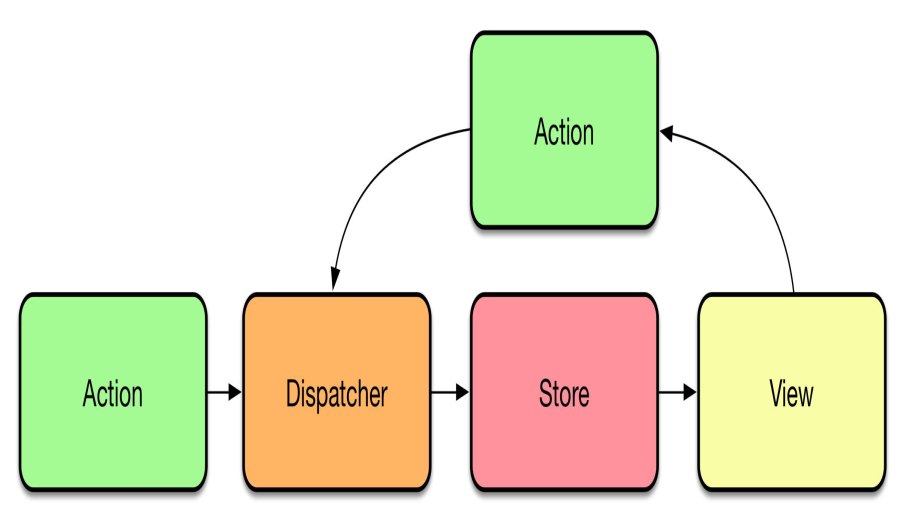 Action
Action
Dispatcher
Store
View